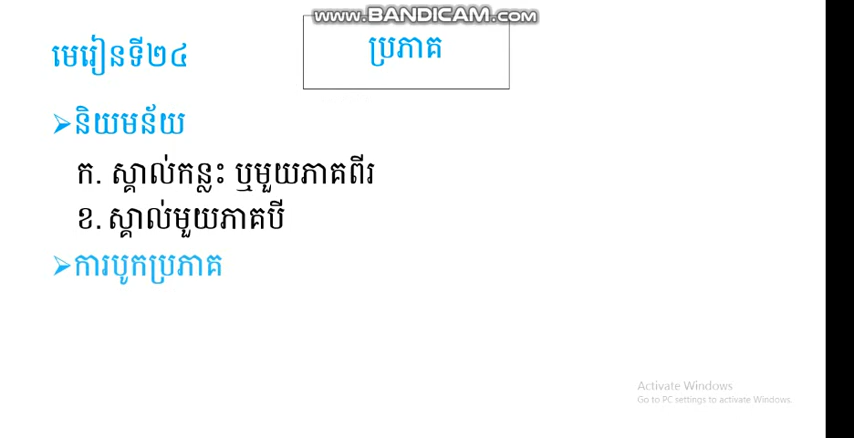 www.BANDICAM.com
មេរៀនទី២៤
ប្រភាគ
➢និយមន័យ
ក. ស្គាល់កន្លះ ឬមួយភាគពីរ
ខ. ស្គាល់មួយភាគបី
➢ការបូកប្រភាគ
Activate Windows
Go to PC settings to activate Windows.